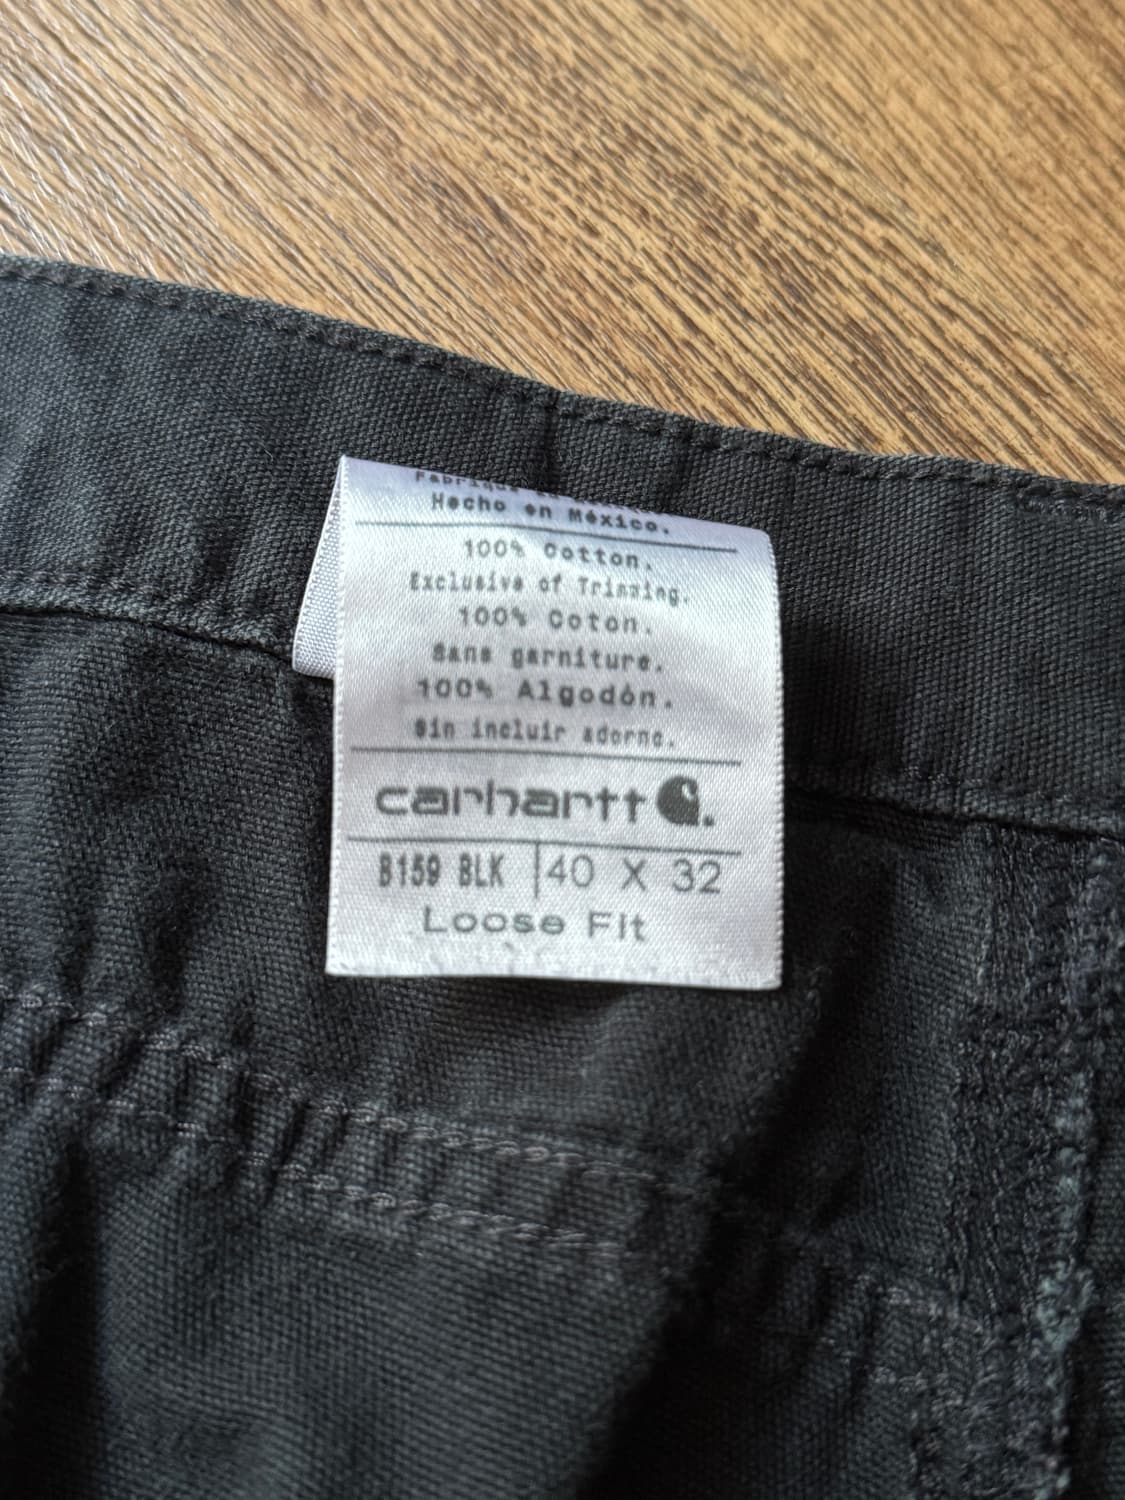 Hecho en México.
100% Cotton.
Exclusive of Trimming.
100% Coton.
Sans garniture.
100% Algodón.
Sin incluir adorno.
carhartt
B159 BLK 40 X 32
Loose Fit